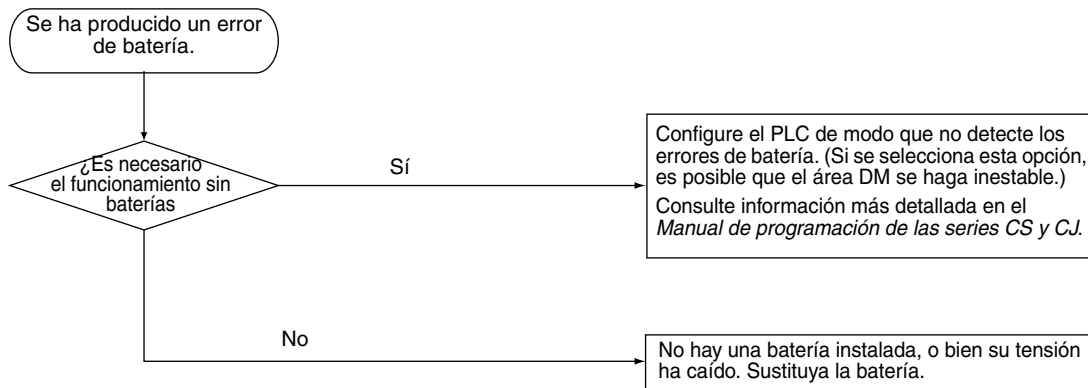 Se ha producido un error
de batería.
¿Es necesario
el funcionamiento sin
baterías
Sí
Configure el PLC de modo que no detecte los
errores de batería. (Si se selecciona esta opción,
es posible que el área DM se haga inestable.)
Consulte información más detallada en el
Manual de programación de las series CS y CJ.
No
No hay una batería instalada, o bien su tensión
ha caído. Sustituya la batería.